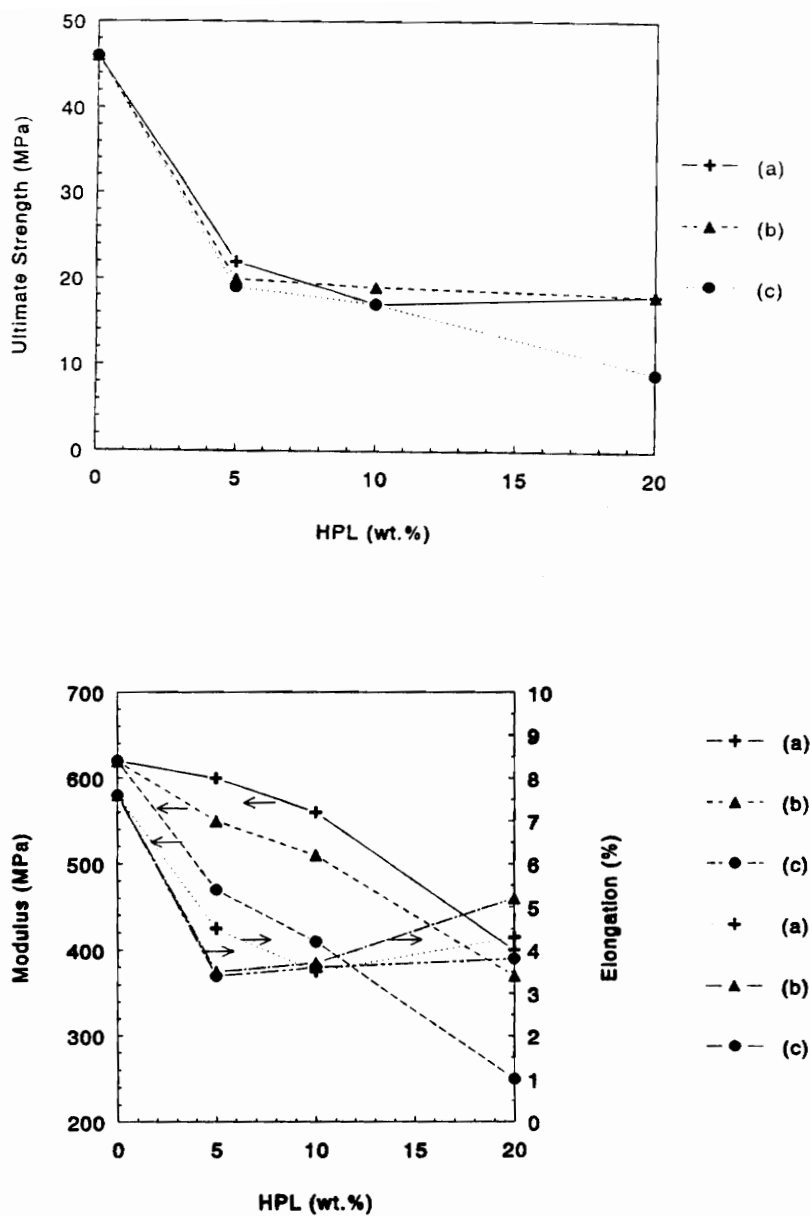 50
40
30
20
10
0
Ultimate Strength (MPa)
0 5 10 15 20
HPL (wt.%)
(a)
(b)
(c)
700
600
500
400
300
200
Modulus (MPa)
10
9
8
7
6
5
4
3
2
1
0
Elongation (%)
0 5 10 15 20
HPL (wt.%)
(a)
(b)
(c)
(a)
(b)
(c)